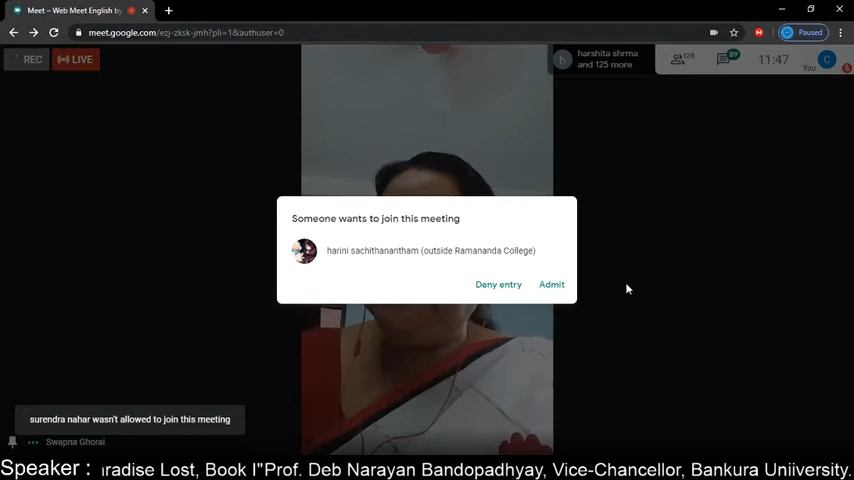 Meet – Web Meet English by
meet.google.com/ezj-zksk-jmh?pli=1&authuser=0
Paused
REC
LIVE
h
harshita shrma
and 125 more
128
89
11:47
You
C
Someone wants to join this meeting
harini sachithanantham (outside Ramananda College)
Deny entry
Admit
surendra nahar wasn't allowed to join this meeting
Swapna Ghorai
Speaker : aradise Lost, Book I"Prof. Deb Narayan Bandopadhyay, Vice-Chancellor, Bankura Uniiversity.